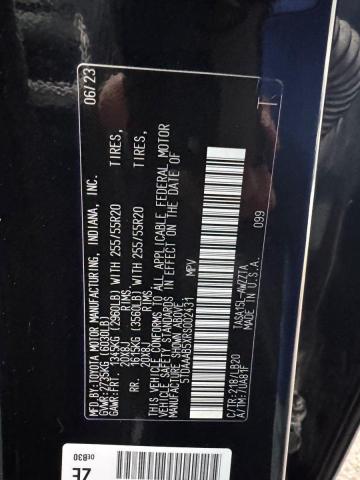 MFD.BY:TOYOTA MOTOR MANUFACTURING, INDIANA, INC. 06/23
GVWR:2735KG (6030LB)
GAWR:FRT. 1345KG (2960LB) WITH 255/55R20 TIRES,
20X8J RIMS,
RR. 1615KG (3560LB) WITH 255/55R20 TIRES,
20X8J RIMS,
THIS VEHICLE CONFORMS TO ALL APPLICABLE FEDERAL MOTOR
VEHICLE SAFETY STANDARDS IN EFFECT ON THE DATE OF
MANUFACTURE SHOWN ABOVE.
5TDAAAB5XRS002431 MPV
099
C/TR:218/LB20
A/TM: /UA81F
MADE IN U.S.A.
0EB30